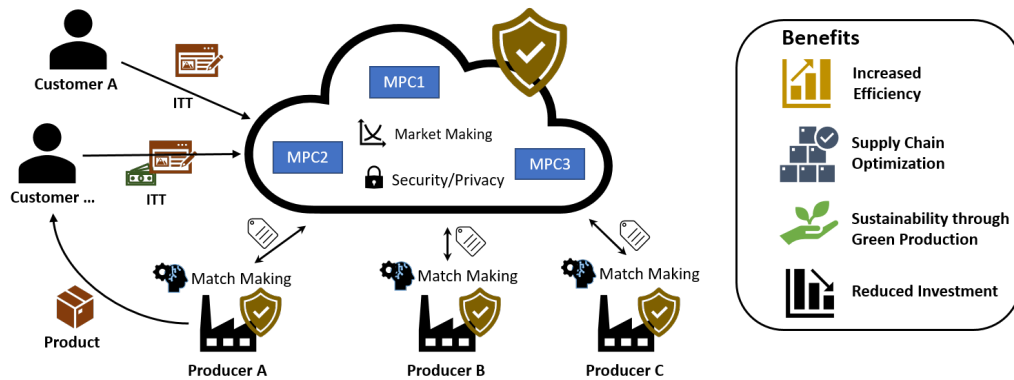 Customer A
ITT
MPC1
Market Making
MPC2
MPC3
Security/Privacy
Customer ...
ITT
Match Making
Match Making
Match Making
Product
Producer A
Producer B
Producer C
Benefits
Increased
Efficiency
Supply Chain
Optimization
Sustainability through
Green Production
Reduced Investment